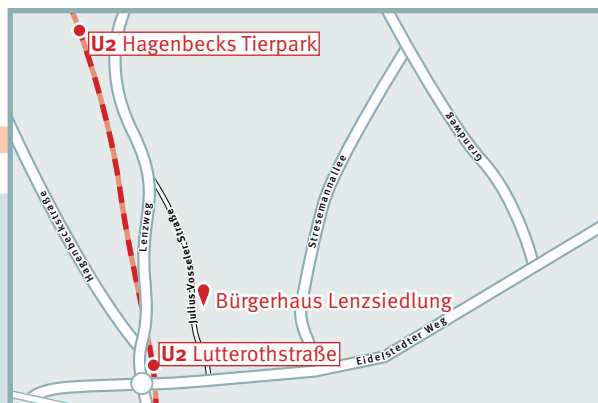 U2 Hagenbecks Tierpark
Grandweg
Stresemannallee
Hagenbeckstraße
Lenzweg
Julius-Vosseler-Straße
Bürgerhaus Lenzsiedlung
Eidelstedter Weg
U2 Lutterothstraße